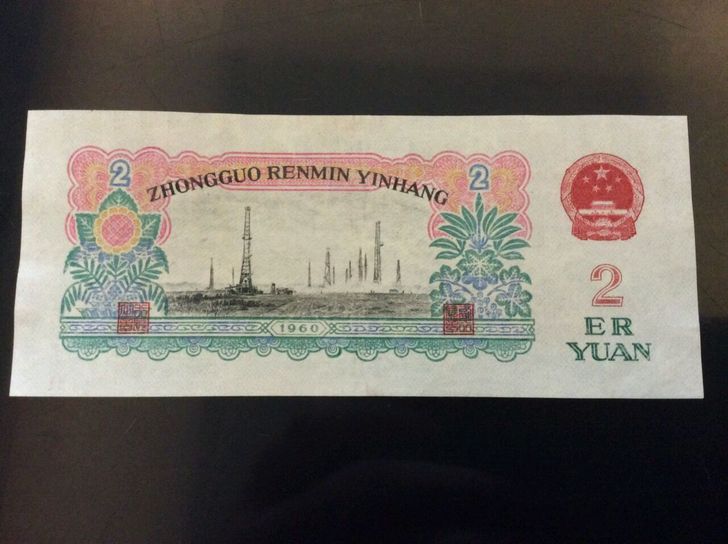 2 2
ZHONGGUO RENMIN YINHANG
1960
2
ER
YUAN